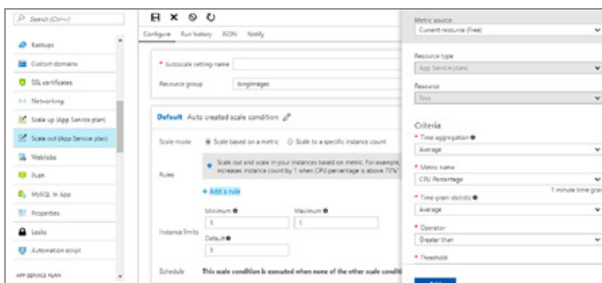 Search (Ctrl+/)
Backups
Custom domains
SSL certificates
Networking
Scale up (App Service plan)
Scale out (App Service plan)
WebJobs
Push
MySQL In App
Properties
Locks
Automation script
APP SERVICE PLAN
Configure Run history JSON Notify
* Autoscale setting name
Resource group
bingimages
Default Auto created scale condition
Scale mode
Scale based on a metric
Scale to a specific instance count
Rules
Scale out and scale in your instances based on metric. For example,
increases instance count by 1 when CPU percentage is above 70%"
+ Add a rule
Instance limits
Minimum
1
Maximum
1
Default
1
Schedule
This scale condition is executed when none of the other scale conditi
Metric source
Current resource (Free)
Resource type
App Service plans
Resource
Free
Criteria
* Time aggregation
Average
* Metric name
CPU Percentage
1 minute time grai
* Time grain statistic
Average
* Operator
Greater than
* Threshold